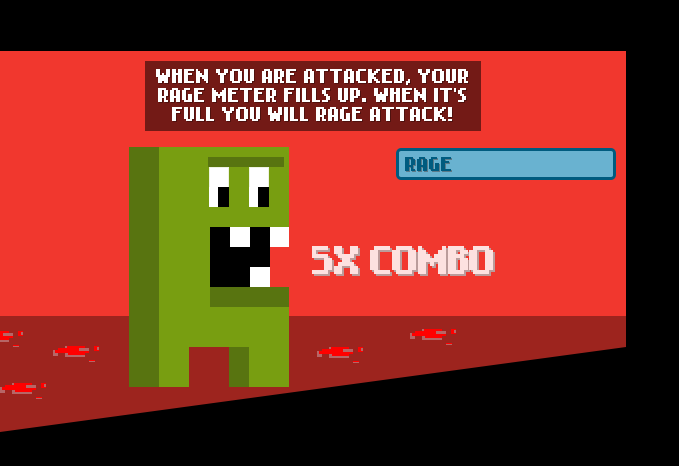 WHEN YOU ARE ATTACKED, YOUR
RAGE METER FILLS UP. WHEN IT'S
FULL YOU WILL RAGE ATTACK!
RAGE
5X COMBO